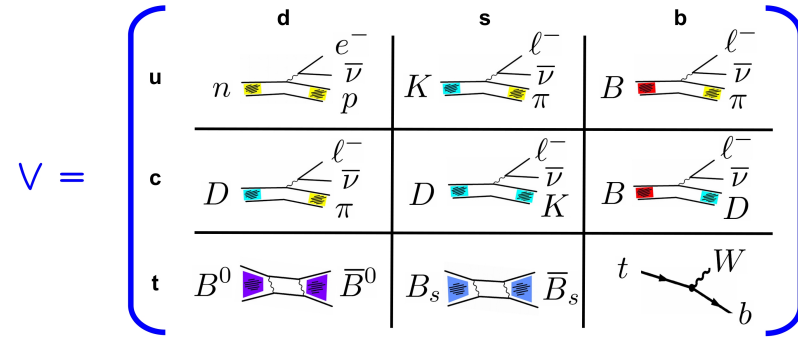 d s b
u n e⁻ ν̄ p K ℓ⁻ ν̄ π B ℓ⁻ ν̄ π
V = c D ℓ⁻ ν̄ π D ℓ⁻ ν̄ K B ℓ⁻ ν̄ D
t B⁰ B̄⁰ Bₛ B̄ₛ t W b